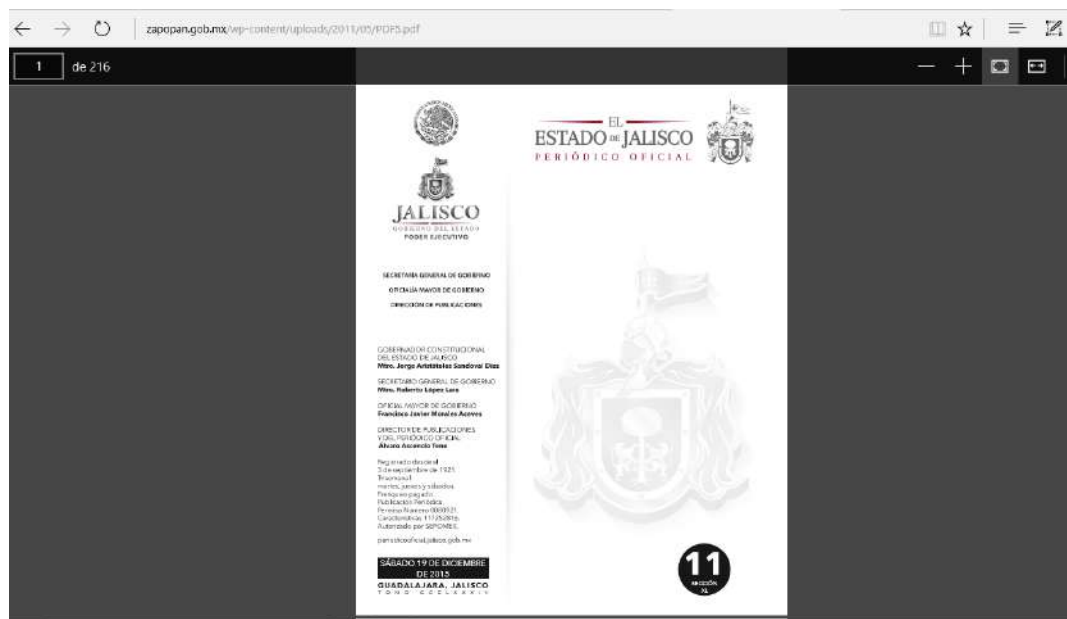 zapopan.gob.mx/wp-content/uploads/2011/05/PDF5.pdf
1 de 216
EL
ESTADO DE JALISCO
PERIÓDICO OFICIAL
JALISCO
GOBIERNO DEL ESTADO
PODER EJECUTIVO
SECRETARÍA GENERAL DE GOBIERNO
OFICIALÍA MAYOR DE GOBIERNO
DIRECCIÓN DE PUBLICACIONES
GOBERNADOR CONSTITUCIONAL
DEL ESTADO DE JALISCO
Mtro. Jorge Aristóteles Sandoval Díaz
SECRETARIO GENERAL DE GOBIERNO
Mtro. Roberto López Lara
OFICIAL MAYOR DE GOBIERNO
Francisco Javier Morales Aceves
DIRECTOR DE PUBLICACIONES
Y DEL PERIÓDICO OFICIAL
Álvaro Ascencio Tene
Registrado desde el
3 de septiembre de 1921.
Trisemanal:
martes, jueves y sábados.
Franqueo pagado.
Publicación Periódica.
Permiso Número 0080921.
Características 117252816.
Autorizado por SEPOMEX.
periodicooficial.jalisco.gob.mx
SÁBADO 19 DE DICIEMBRE
DE 2015
GUADALAJARA, JALISCO
TOMO CCCLXXXIV
11
SECCIÓN
XL